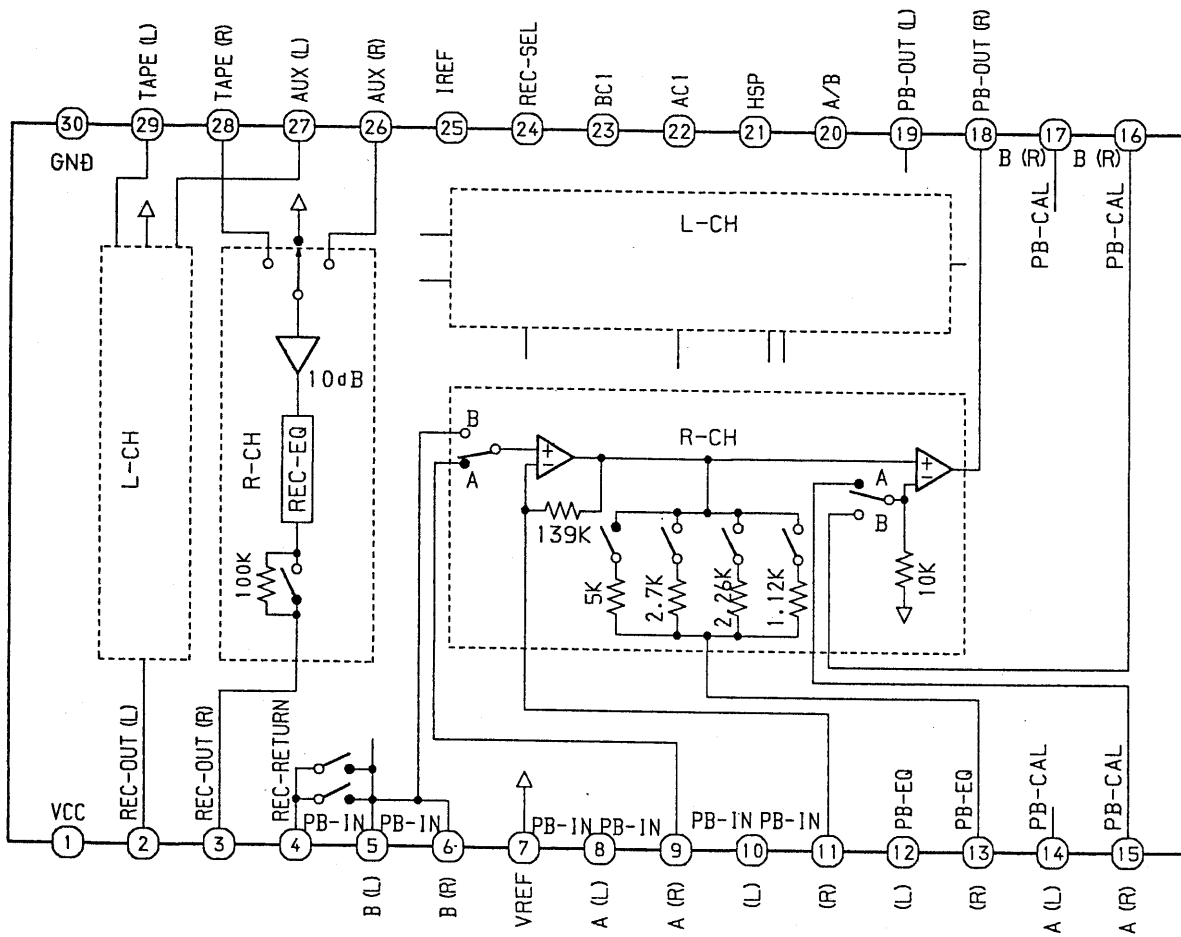 TAPE (L)
TAPE (R)
AUX (L)
AUX (R)
IREF
REC-SEL
BC1
AC1
HSP
A/B
PB-OUT (L)
PB-OUT (R)
30
29
28
27
26
25
24
23
22
21
20
19
18
17
16
GND
B (R)
B (R)
PB-CAL
PB-CAL
L-CH
10dB
L-CH
R-CH
REC-EQ
100K
B
A
+
-
R-CH
139K
5K
2.7K
2.26K
1.12K
A
B
+
-
10K
VCC
REC-OUT (L)
REC-OUT (R)
REC-RETURN
PB-IN
PB-IN
PB-IN
PB-IN
PB-IN
PB-IN
PB-EQ
PB-EQ
PB-CAL
PB-CAL
1
2
3
4
5
6
7
8
9
10
11
12
13
14
15
B (L)
B (R)
VREF
A (L)
A (R)
(L)
(R)
(L)
(R)
A (L)
A (R)